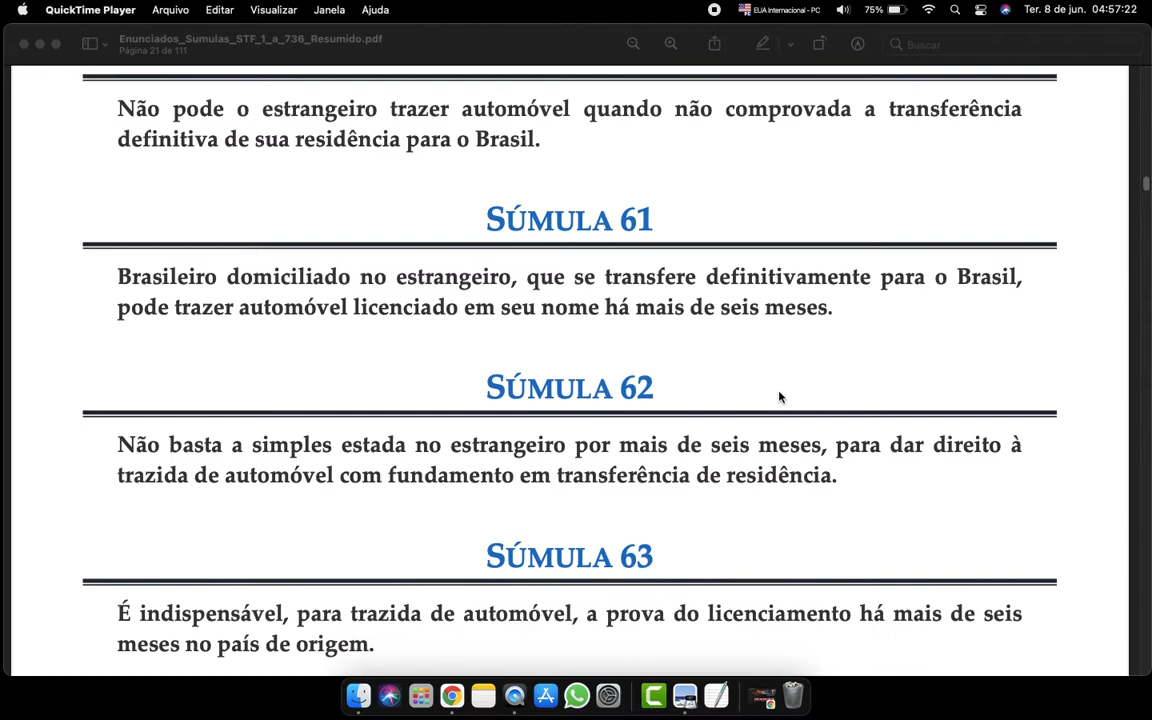 QuickTime Player Arquivo Editar Visualizar Janela Ajuda EUA Internacional - PC 75% Ter. 8 de jun. 04:57:22
Enunciados_Sumulas_STF_1_a_736_Resumido.pdf
Página 21 de 111
Buscar
Não pode o estrangeiro trazer automóvel quando não comprovada a transferência
definitiva de sua residência para o Brasil.
SÚMULA 61
Brasileiro domiciliado no estrangeiro, que se transfere definitivamente para o Brasil,
pode trazer automóvel licenciado em seu nome há mais de seis meses.
SÚMULA 62
Não basta a simples estada no estrangeiro por mais de seis meses, para dar direito à
trazida de automóvel com fundamento em transferência de residência.
SÚMULA 63
É indispensável, para trazida de automóvel, a prova do licenciamento há mais de seis
meses no país de origem.